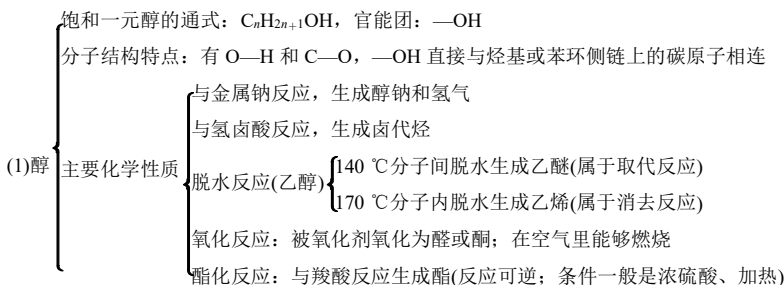 饱和一元醇的通式：CnH2n+1OH，官能团：—OH
分子结构特点：有 O—H 和 C—O，—OH 直接与烃基或苯环侧链上的碳原子相连
与金属钠反应，生成醇钠和氢气
与氢卤酸反应，生成卤代烃
(1)醇
主要化学性质
脱水反应(乙醇)
140 ℃分子间脱水生成乙醚(属于取代反应)
170 ℃分子内脱水生成乙烯(属于消去反应)
氧化反应：被氧化剂氧化为醛或酮；在空气里能够燃烧
酯化反应：与羧酸反应生成酯(反应可逆；条件一般是浓硫酸、加热)